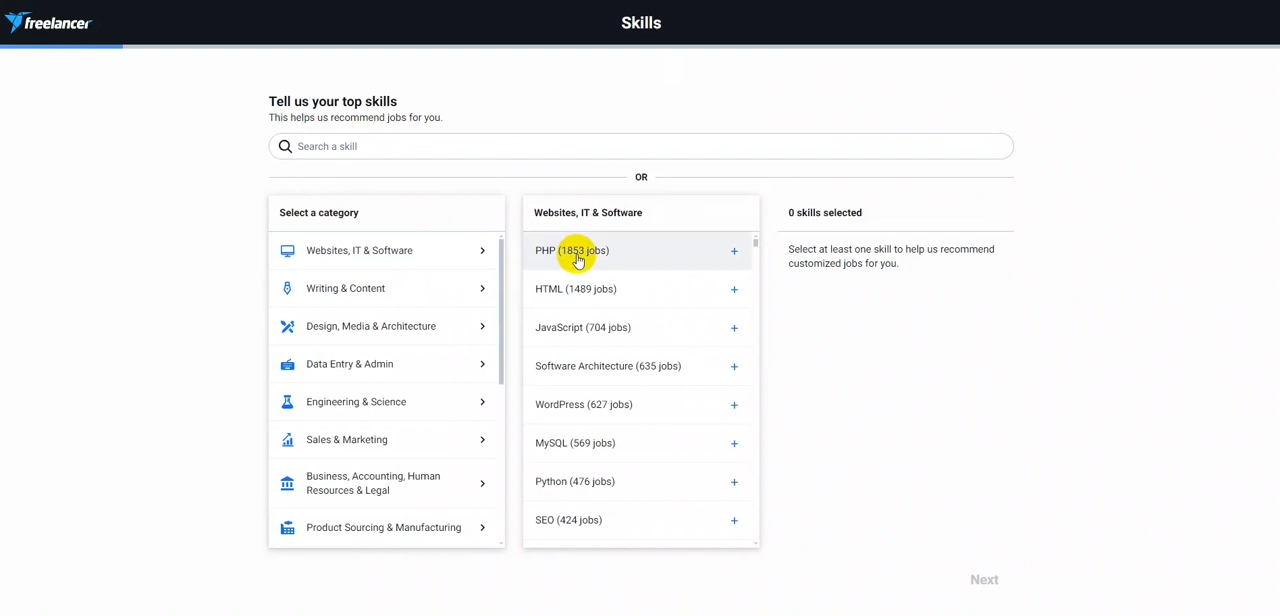 freelancer
Skills
Tell us your top skills
This helps us recommend jobs for you.
Search a skill
OR
Select a category
Websites, IT & Software
Writing & Content
Design, Media & Architecture
Data Entry & Admin
Engineering & Science
Sales & Marketing
Business, Accounting, Human
Resources & Legal
Product Sourcing & Manufacturing
Websites, IT & Software
PHP (1853 jobs)
HTML (1489 jobs)
JavaScript (704 jobs)
Software Architecture (635 jobs)
WordPress (627 jobs)
MySQL (569 jobs)
Python (476 jobs)
SEO (424 jobs)
0 skills selected
Select at least one skill to help us recommend
customized jobs for you.
Next